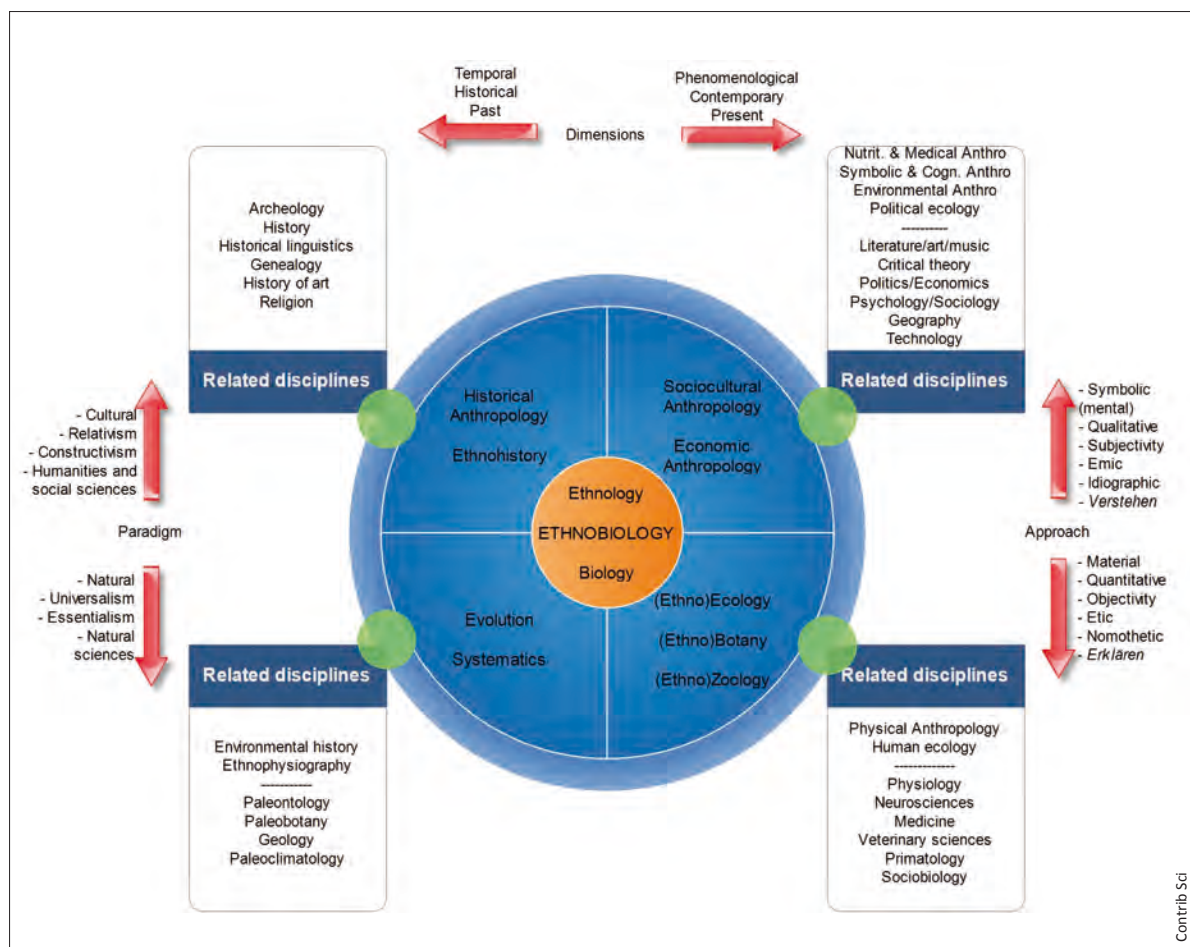 Temporal
Historical
Past
Dimensions
Phenomenological
Contemporary
Present
Archeology
History
Historical linguistics
Genealogy
History of art
Religion
Related disciplines
Nutrit. & Medical Anthro
Symbolic & Cogn. Anthro
Environmental Anthro
Political ecology
----------
Literature/art/music
Critical theory
Politics/Economics
Psychology/Sociology
Geography
Technology
Related disciplines
- Cultural
- Relativism
- Constructivism
- Humanities and
social sciences
Paradigm
- Natural
- Universalism
- Essentialism
- Natural
sciences
Historical
Anthropology
Ethnohistory
Sociocultural
Anthropology
Economic
Anthropology
Ethnology
ETHNOBIOLOGY
Biology
Evolution
Systematics
(Ethno)Ecology
(Ethno)Botany
(Ethno)Zoology
- Symbolic
(mental)
- Qualitative
- Subjectivity
- Emic
- Idiographic
- Verstehen
Approach
- Material
- Quantitative
- Objectivity
- Etic
- Nomothetic
- Erklären
Related disciplines
Environmental history
Ethnophysiography
-----------
Paleontology
Paleobotany
Geology
Paleoclimatology
Related disciplines
Physical Anthropology
Human ecology
-------------
Physiology
Neurosciences
Medicine
Veterinary sciences
Primatology
Sociobiology
Contrib Sci